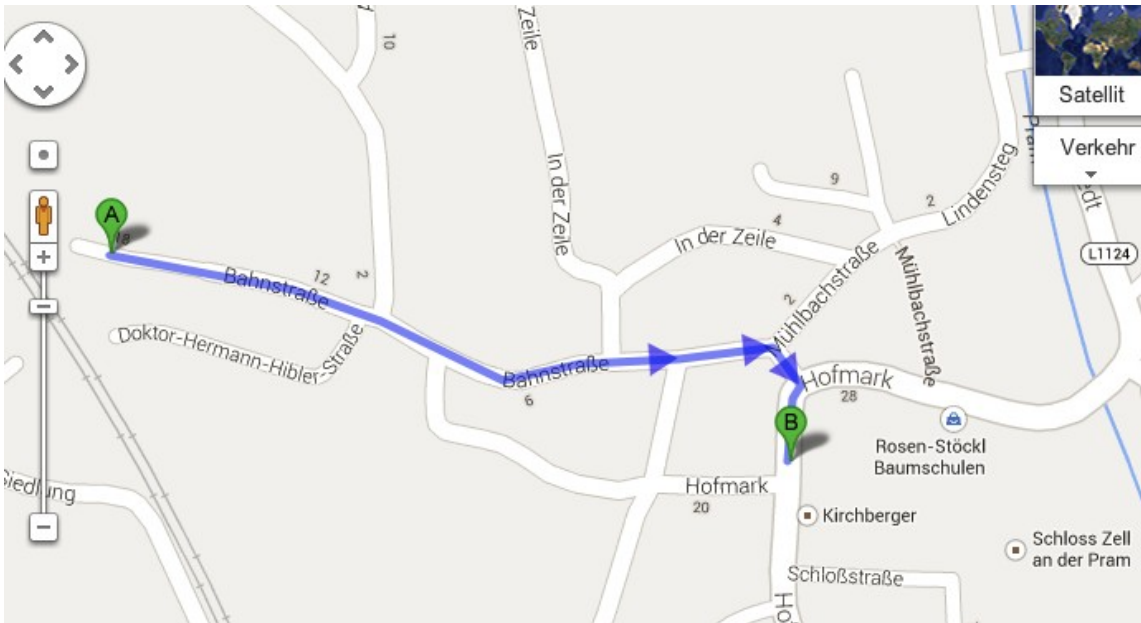 Zeile
10
Satellit
Verkehr
9
2
Lindensteg
4
In der Zeile
In der Zeile
L1124
A
18
Bahnstraße
12
2
2
Mühlbachstraße
Mühlbachstraße
Doktor-Hermann-Hibler-Straße
Bahnstraße
6
Hofmark
28
B
Rosen-Stöckl
Baumschulen
Hofmark
20
Kirchberger
Schloss Zell
an der Pram
Schloßstraße